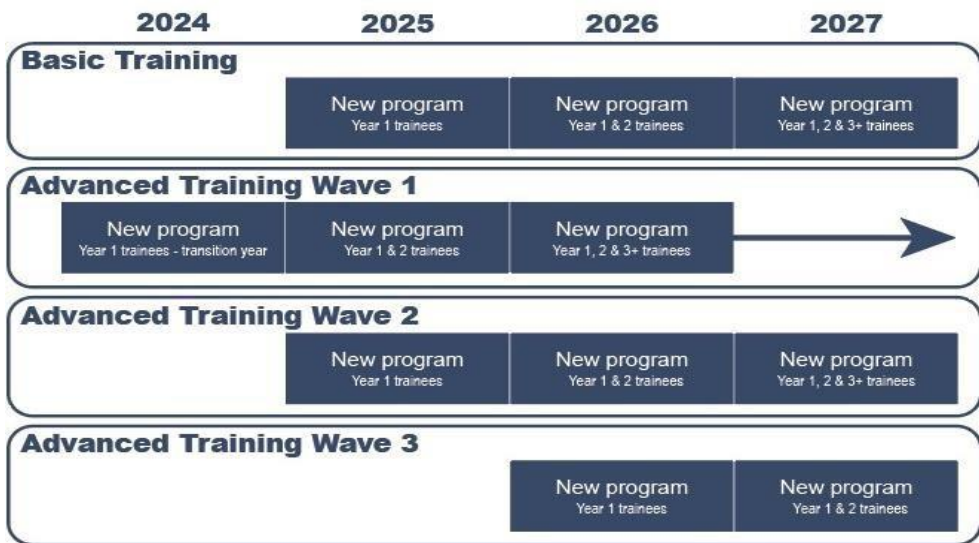 2024 2025 2026 2027
Basic Training
New program New program New program
Year 1 trainees Year 1 & 2 trainees Year 1, 2 & 3+ trainees
Advanced Training Wave 1
New program New program New program
Year 1 trainees - transition year Year 1 & 2 trainees Year 1, 2 & 3+ trainees
Advanced Training Wave 2
New program New program New program
Year 1 trainees Year 1 & 2 trainees Year 1, 2 & 3+ trainees
Advanced Training Wave 3
New program New program
Year 1 trainees Year 1 & 2 trainees